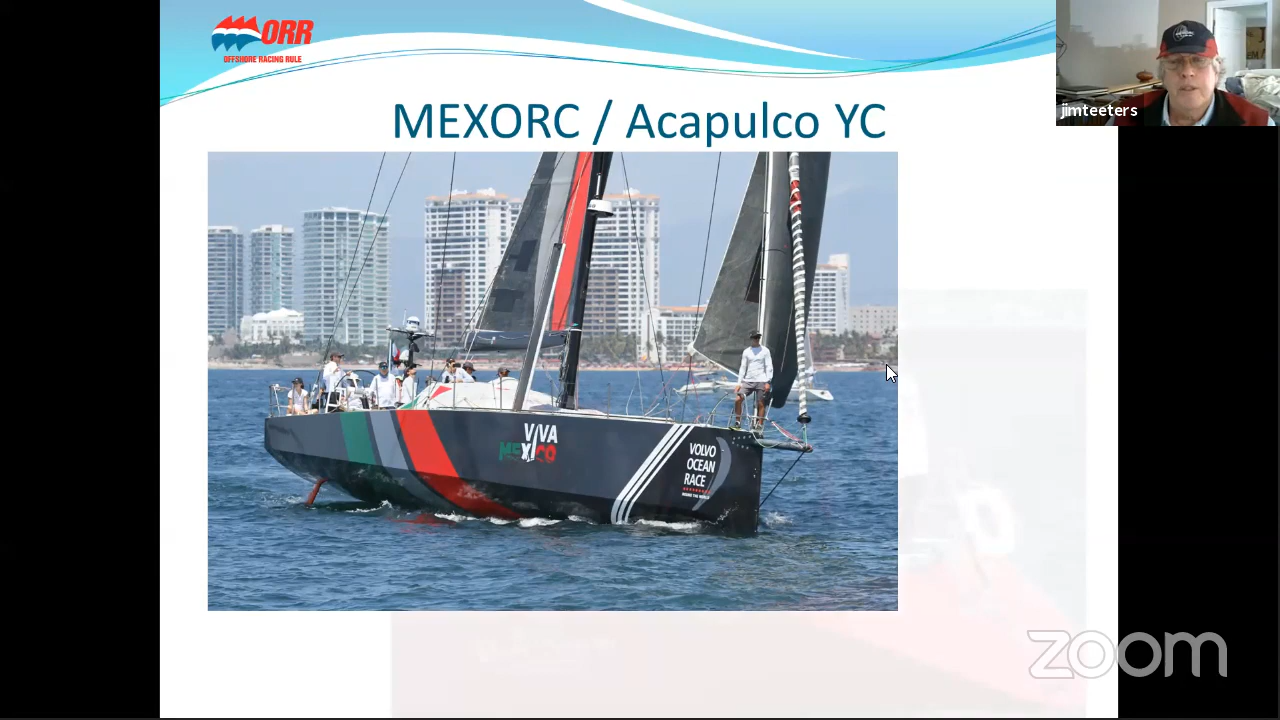 ORR
OFFSHORE RACING RULE
MEXORC / Acapulco YC
jimteeters
VIVA
MEXICO
VOLVO
OCEAN
RACE
zoom